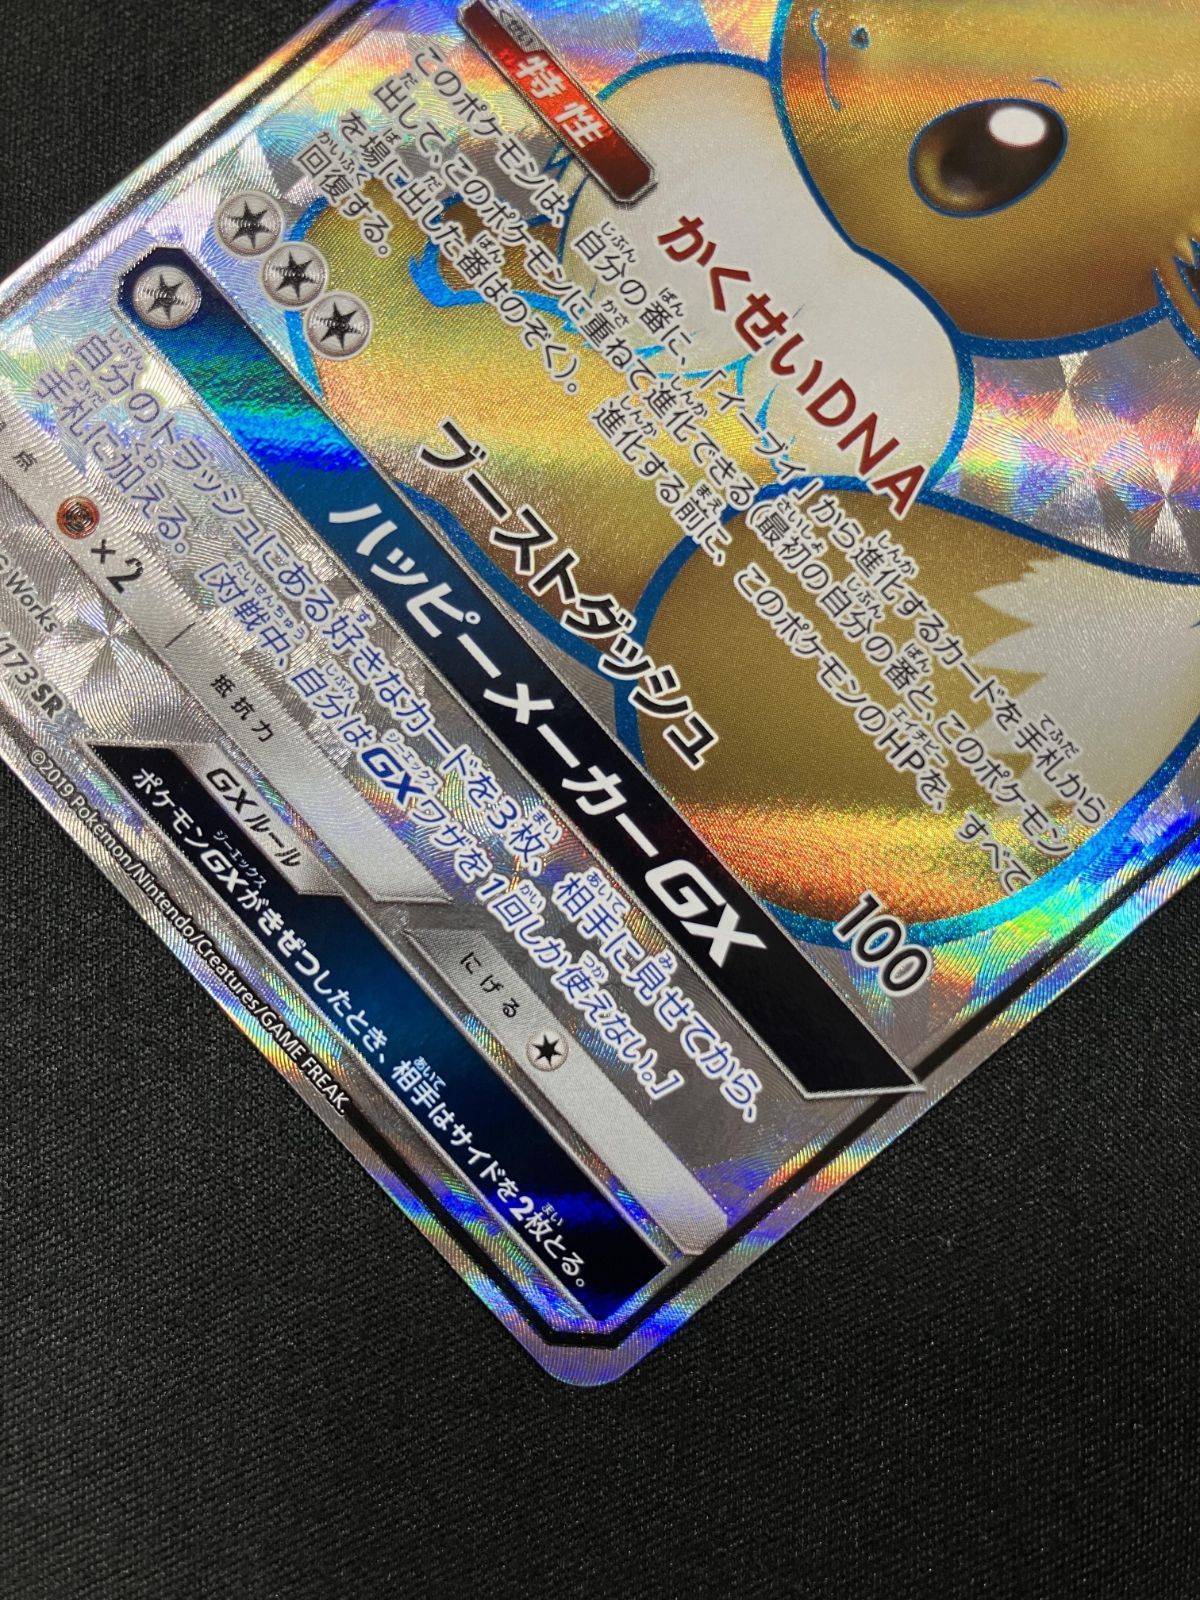 特性
かくせいDNA
このポケモンは、自分の番に、「イーブイ」から進化するカードを手札から
出して、このポケモンに重ねて進化できる(最初の自分の番と、このポケモン
を場に出した番はのぞく)。進化する前に、このポケモンのHPを、すべて
回復する。
ブーストダッシュ 100
ハッピーメーカーGX
自分のトラッシュにある好きなカードを3枚、相手に見せてから、
手札に加える。[対戦中、自分はGXワザを1回しか使えない。]
点 ×2 抵抗力 にげる
GXルール
ポケモンGXがきぜつしたとき、相手はサイドを2枚とる。
Works
/173 SR
©2019 Pokémon/Nintendo/Creatures/GAME FREAK.